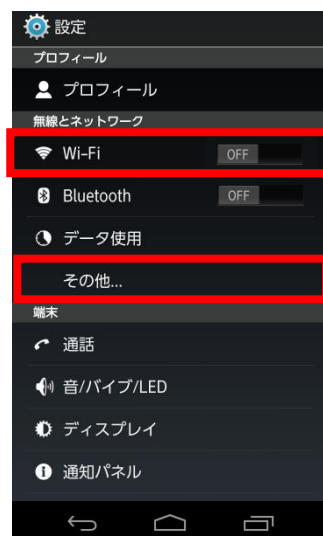 設定
プロフィール
プロフィール
無線とネットワーク
Wi-Fi OFF
Bluetooth OFF
データ使用
その他...
端末
通話
音/バイブ/LED
ディスプレイ
通知パネル